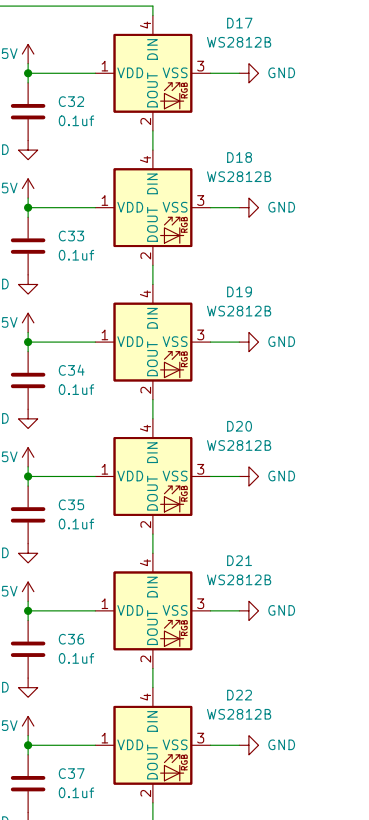 4
D17
WS2812B
5V
DIN
1
VDD
VSS
3
GND
C32
0.1uf
DOUT
RGB
D
2
4
D18
WS2812B
5V
DIN
1
VDD
VSS
3
GND
C33
0.1uf
DOUT
RGB
D
2
4
D19
WS2812B
5V
DIN
1
VDD
VSS
3
GND
C34
0.1uf
DOUT
RGB
D
2
4
D20
WS2812B
5V
DIN
1
VDD
VSS
3
GND
C35
0.1uf
DOUT
RGB
D
2
4
D21
WS2812B
5V
DIN
1
VDD
VSS
3
GND
C36
0.1uf
DOUT
RGB
D
2
4
D22
WS2812B
5V
DIN
1
VDD
VSS
3
GND
C37
0.1uf
DOUT
RGB
2